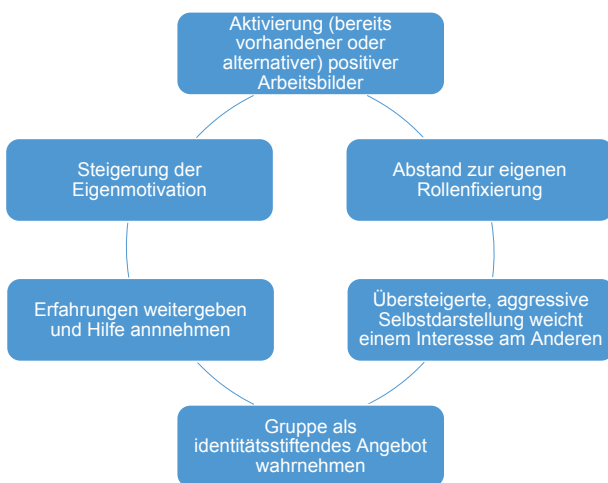 Aktivierung (bereits
vorhandener oder
alternativer) positiver
Arbeitsbilder
Abstand zur eigenen
Rollenfixierung
Übersteigerte, aggressive
Selbstdarstellung weicht
einem Interesse am Anderen
Gruppe als
identitätsstiftendes Angebot
wahrnehmen
Erfahrungen weitergeben
und Hilfe annnehmen
Steigerung der
Eigenmotivation